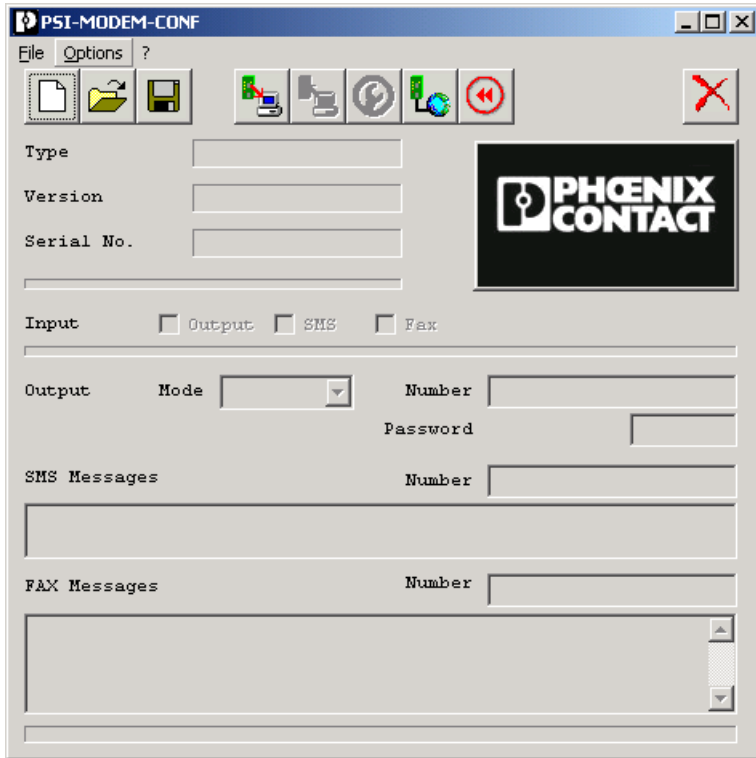 PSI-MODEM-CONF
File Options ?
Type
Version
Serial No.
PHŒNIX
CONTACT
Input Output SMS Fax
Output Mode Number
Password
SMS Messages Number
FAX Messages Number